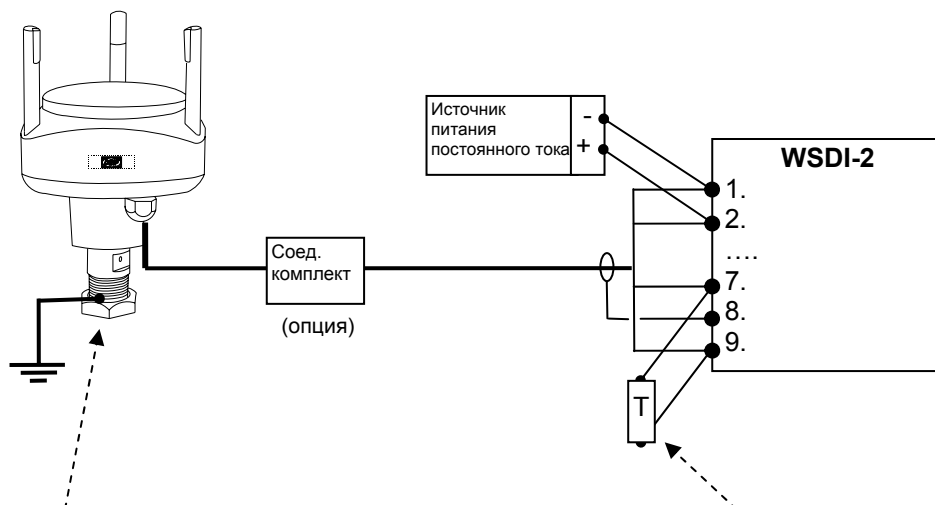 Источник
питания
постоянного тока
-
+
WSDI-2
1.
2.
....
7.
8.
9.
Соед.
комплект
(опция)
T